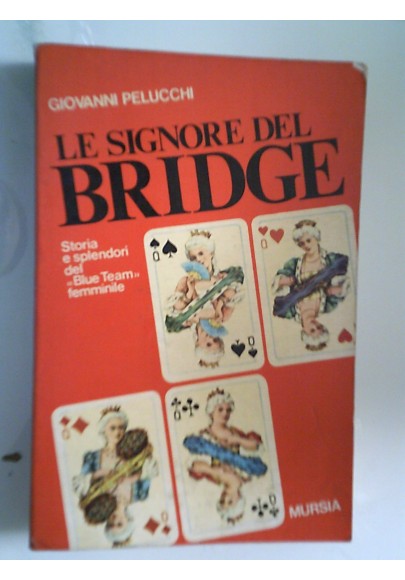 GIOVANNI PELUCCHI
LE SIGNORE DEL
BRIDGE
Storia
e splendori
del
«Blue Team»
femminile
Q
Q
Q
Q
Q
Q
Q
Q
MURSIA